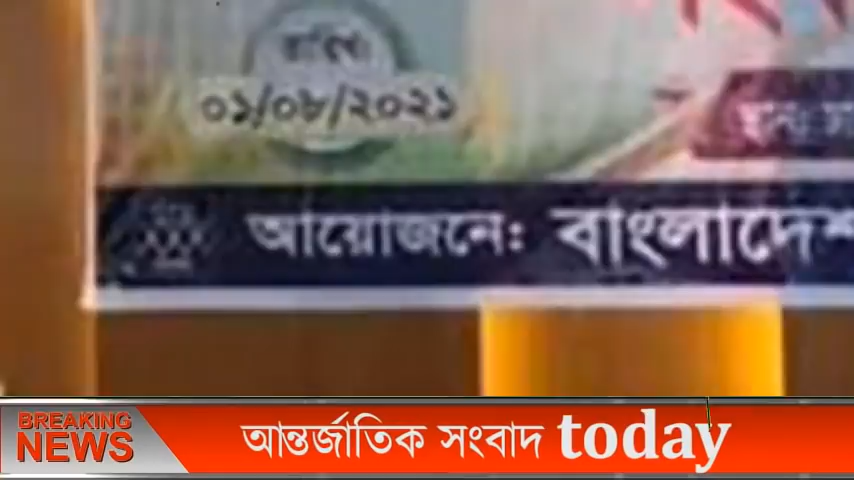 তারিখ:
০১/০৮/২০২১
স্থান:
আয়োজনে: বাংলাদেশ
BREAKING
NEWS
আন্তর্জাতিক সংবাদ today